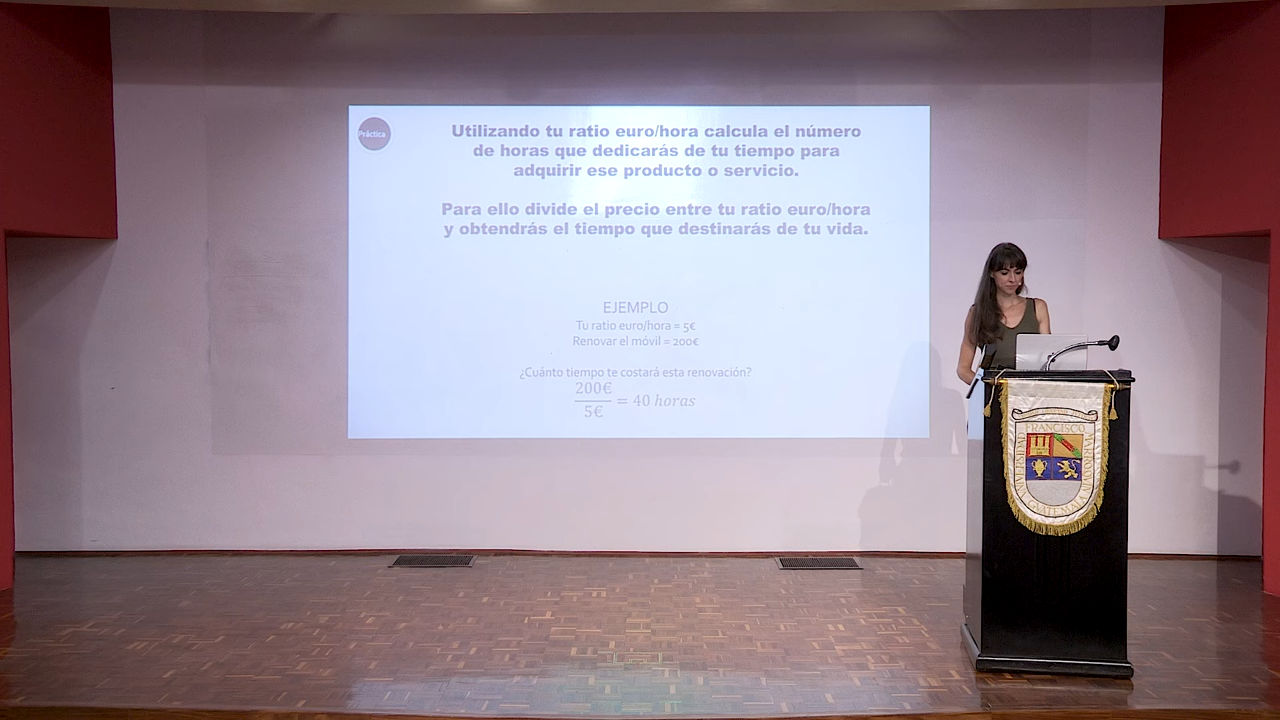 Práctica
Utilizando tu ratio euro/hora calcula el número
de horas que dedicarás de tu tiempo para
adquirir ese producto o servicio.
Para ello divide el precio entre tu ratio euro/hora
y obtendrás el tiempo que destinarás de tu vida.
EJEMPLO
Tu ratio euro/hora = 5€
Renovar el móvil = 200€
¿Cuánto tiempo te costará esta renovación?
200€
5€
= 40 horas
UNIVERSIDAD FRANCISCO MARROQUIN
GUATEMALA